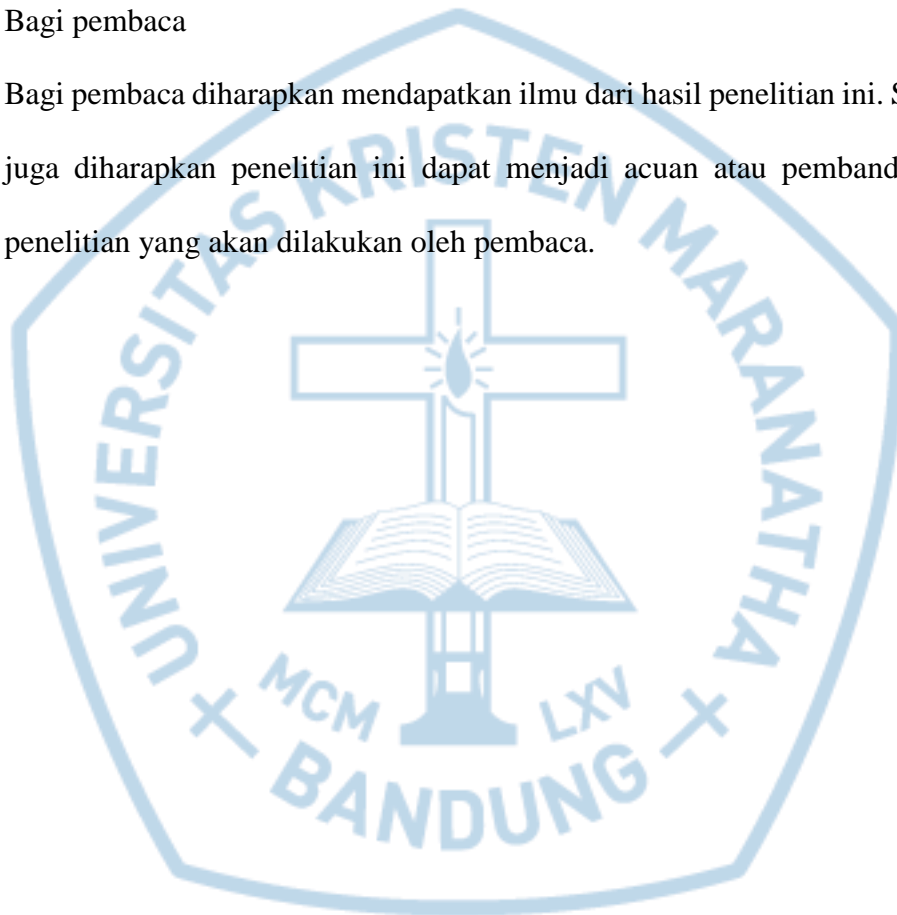 Bagi pembaca
Bagi pembaca diharapkan mendapatkan ilmu dari hasil penelitian ini.
juga diharapkan penelitian ini dapat menjadi acuan atau
penelitian yang akan dilakukan oleh pembaca.
UNIVERSITAS KRISTEN MARANATHA
MCM LXV
BANDUNG